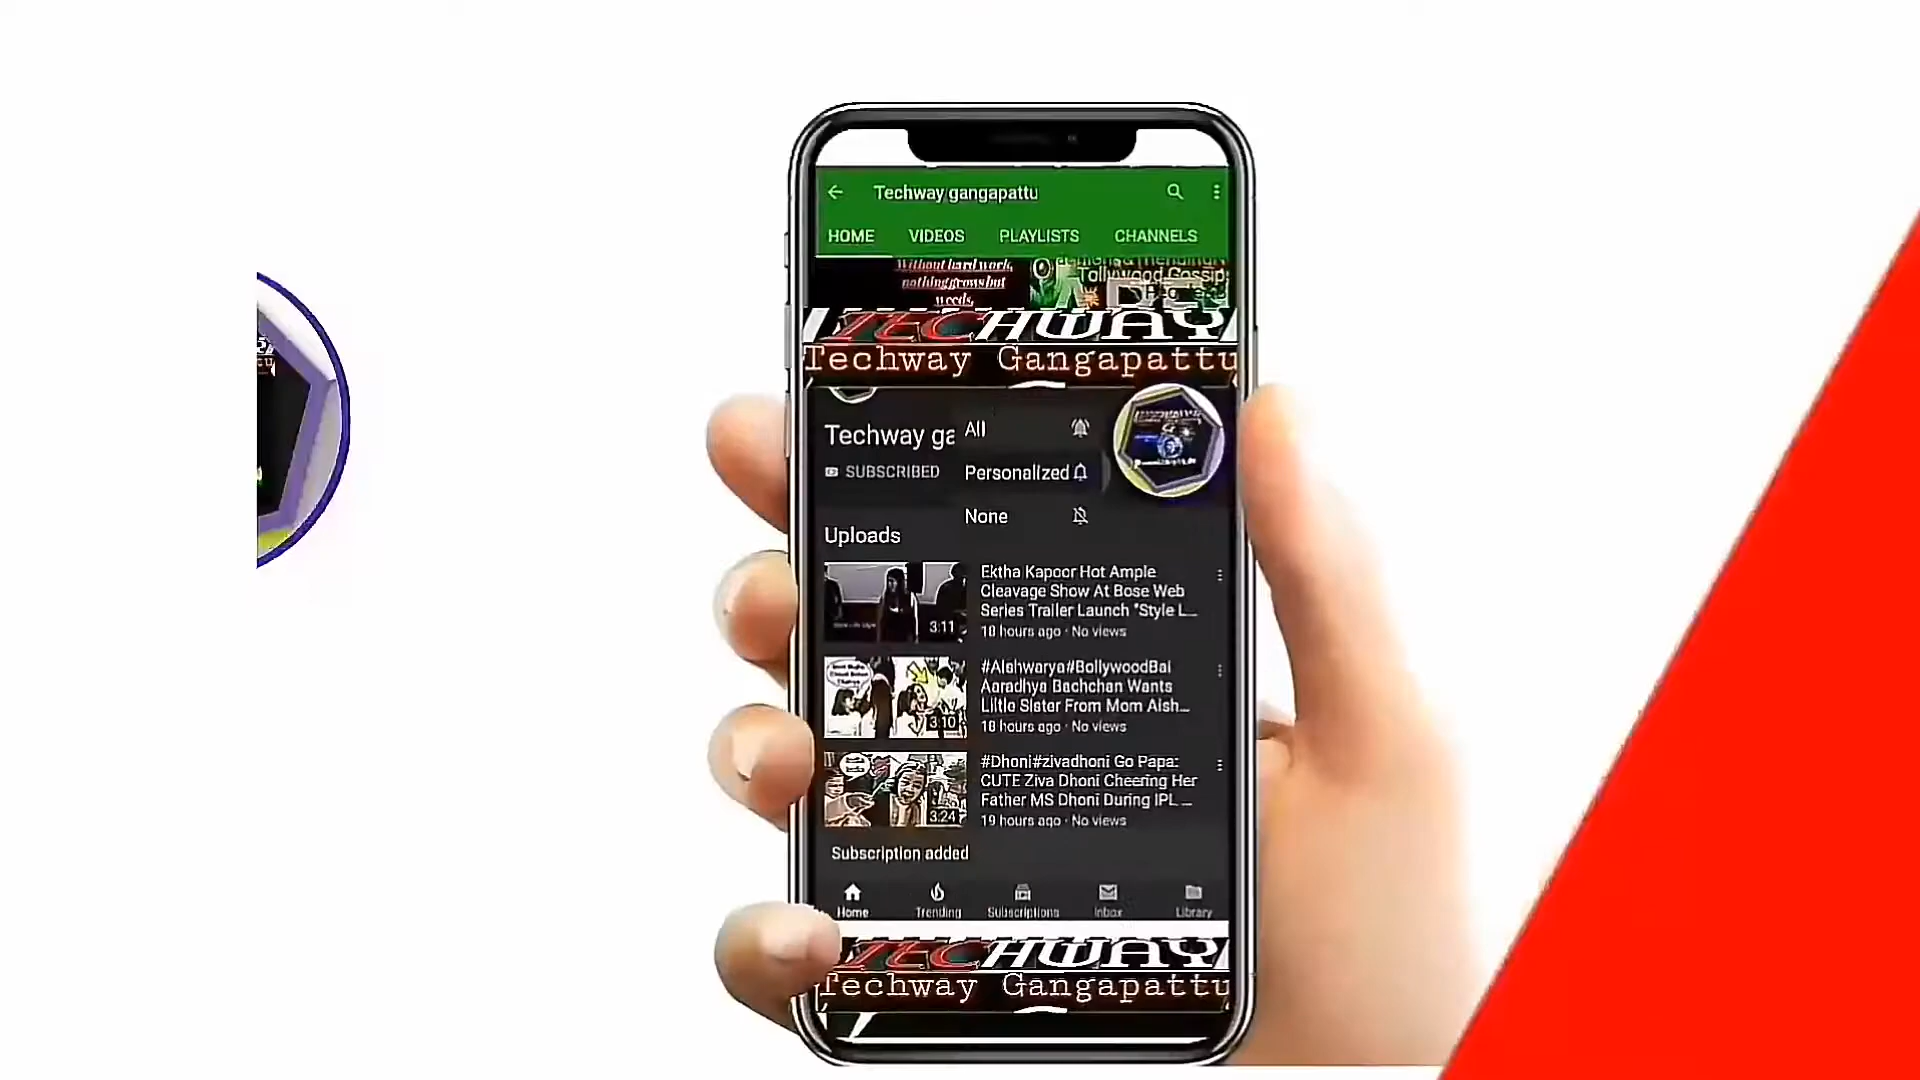 Techway gangapattu
HOME VIDEOS PLAYLISTS CHANNELS
Without hard work,
nothing grows but
weeds.
Tollywood Gossip
TECHWAY
Techway Gangapattu
Techway ga
SUBSCRIBED
All
Personalized
None
Uploads
Ektha Kapoor Hot Ample
Cleavage Show At Bose Web
Series Trailer Launch "Style L...
18 hours ago · No views
3:11
#Aishwarya#BollywoodBai
Aaradhya Bachchan Wants
Little Sister From Mom Aish...
18 hours ago · No views
3:10
#Dhoni#zivadhoni Go Papa:
CUTE Ziva Dhoni Cheering Her
Father MS Dhoni During IPL ...
19 hours ago · No views
3:24
Subscription added
Home Trending Subscriptions Inbox Library
TECHWAY
Techway Gangapattu